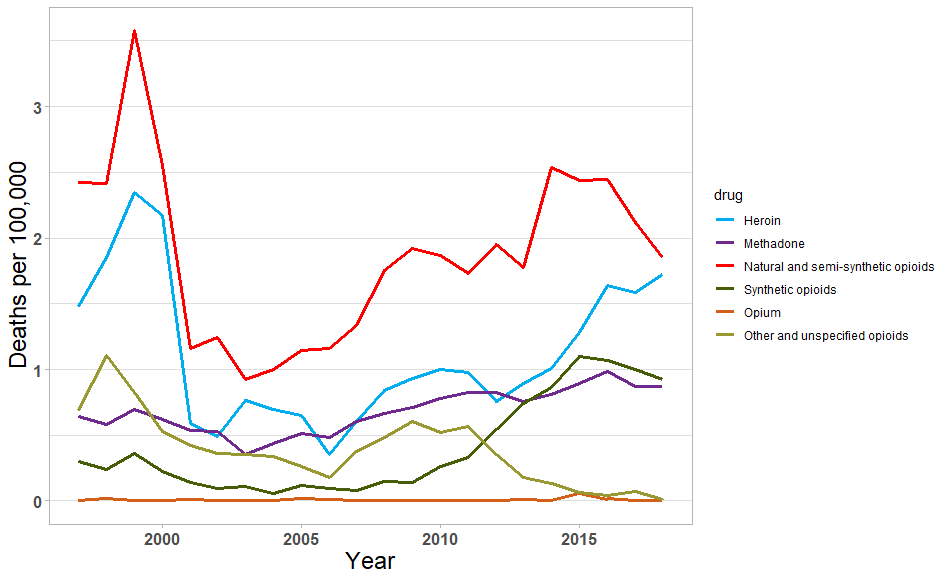 Deaths per 100,000
3
2
1
0
2000 2005 2010 2015
Year
drug
Heroin
Methadone
Natural and semi-synthetic opioids
Synthetic opioids
Opium
Other and unspecified opioids